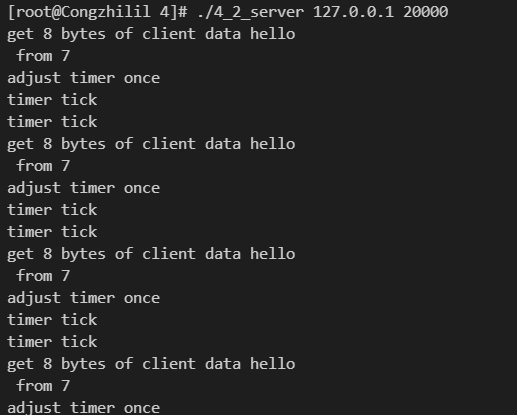 [root@Congzhilil 4]# ./4_2_server 127.0.0.1 20000
get 8 bytes of client data hello
 from 7
adjust timer once
timer tick
timer tick
get 8 bytes of client data hello
 from 7
adjust timer once
timer tick
timer tick
get 8 bytes of client data hello
 from 7
adjust timer once
timer tick
timer tick
get 8 bytes of client data hello
 from 7
adjust timer once